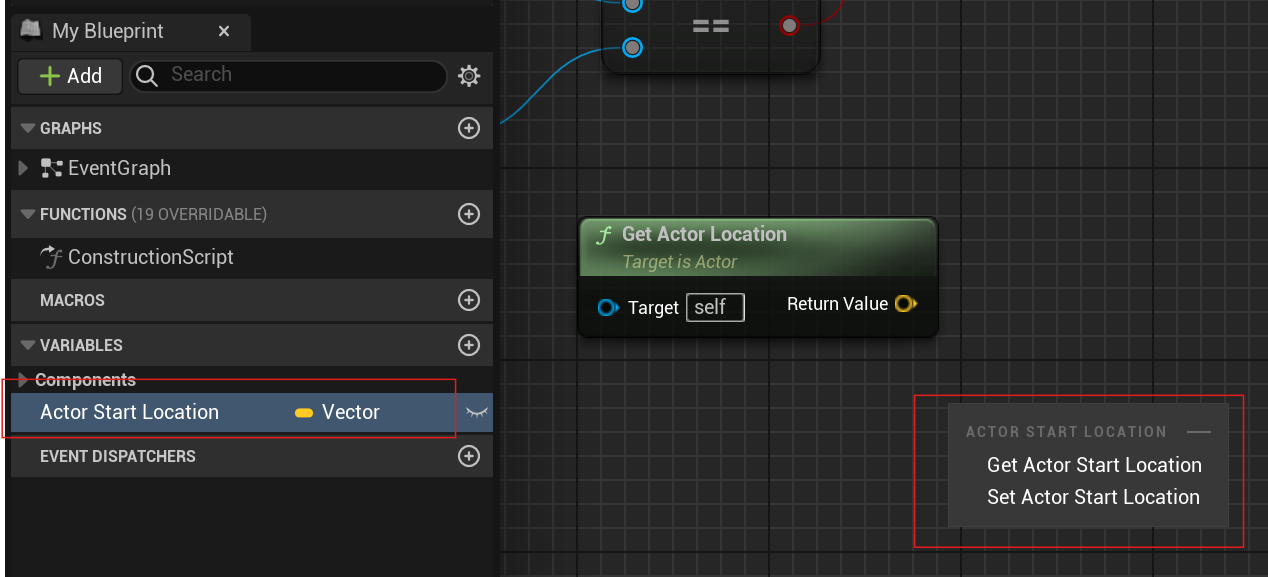 My Blueprint
Add
Search
GRAPHS
EventGraph
FUNCTIONS (19 OVERRIDABLE)
ConstructionScript
MACROS
VARIABLES
Components
Actor Start Location Vector
EVENT DISPATCHERS
==
Get Actor Location
Target is Actor
Target self Return Value
ACTOR START LOCATION
Get Actor Start Location
Set Actor Start Location